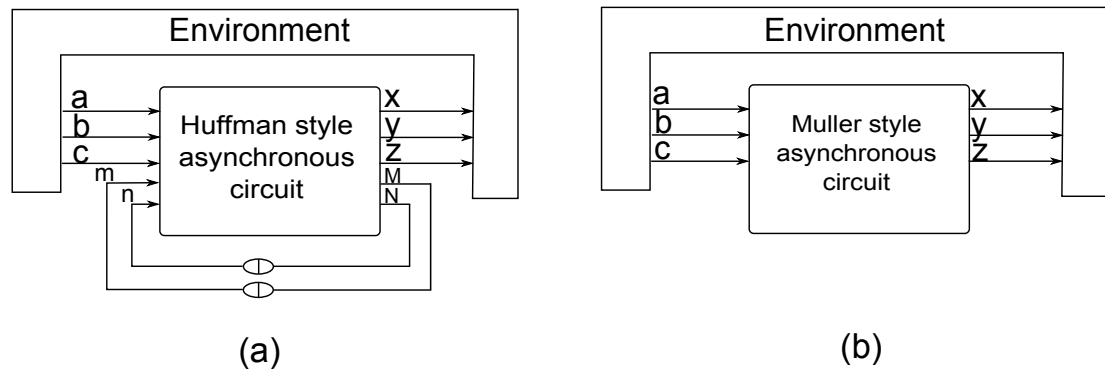 Environment
a
b
c
m
n
Huffman style
asynchronous
circuit
x
y
z
M
N
(a)
Environment
a
b
c
Muller style
asynchronous
circuit
x
y
z
(b)